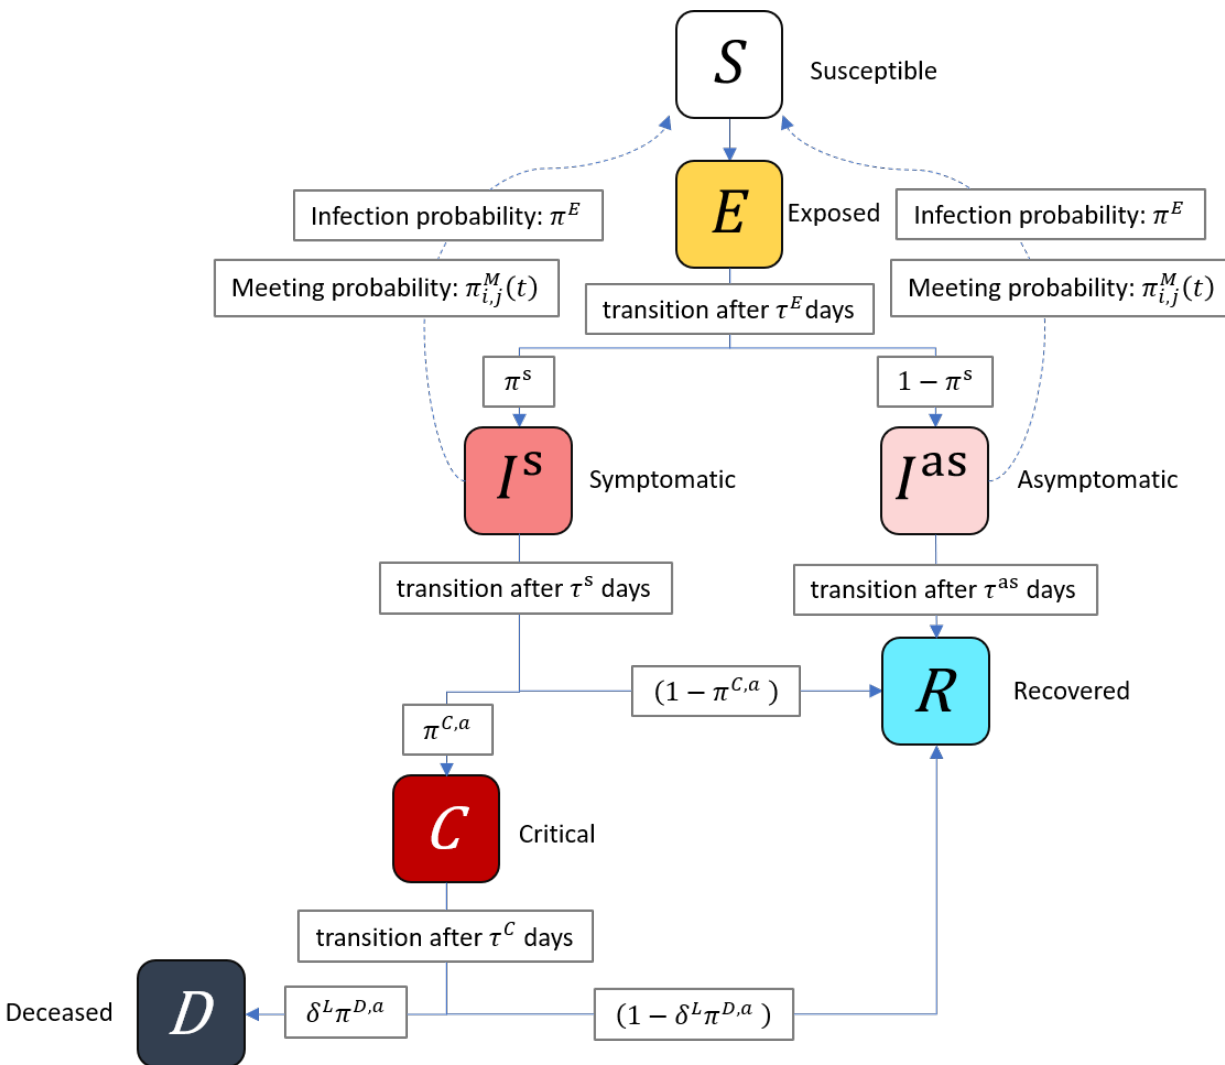 S
Susceptible
E
Exposed
Infection probability: π^E
Infection probability: π^E
Meeting probability: π^M_{i,j}(t)
Meeting probability: π^M_{i,j}(t)
transition after τ^E days
π^s
1 − π^s
I^s
Symptomatic
I^as
Asymptomatic
transition after τ^s days
transition after τ^as days
R
Recovered
(1 − π^{C,a})
π^{C,a}
C
Critical
transition after τ^C days
Deceased
D
δ^L π^{D,a}
(1 − δ^L π^{D,a})